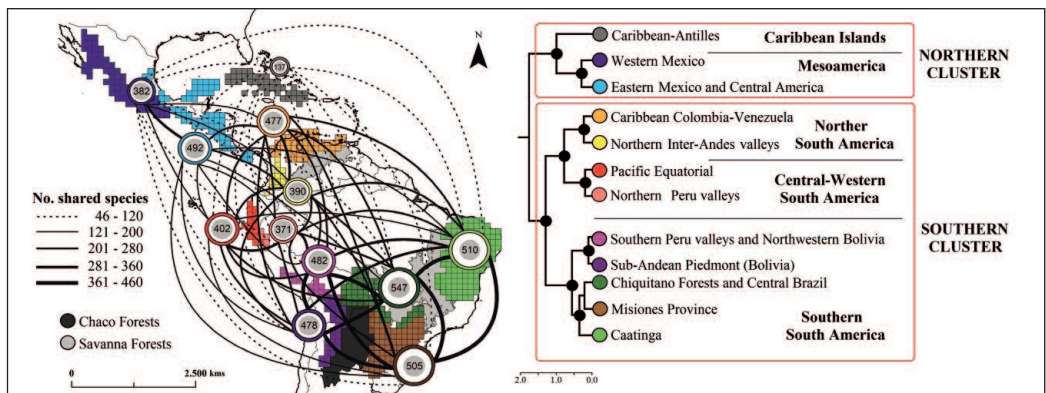 N
137
382
477
492
390
402
371
482
510
547
478
505
No. shared species
46 - 120
121 - 200
201 - 280
281 - 360
361 - 460
Chaco Forests
Savanna Forests
0
2,500 kms
Caribbean-Antilles
Caribbean Islands
Western Mexico
Mesoamerica
Eastern Mexico and Central America
NORTHERN
CLUSTER
Caribbean Colombia-Venezuela
Northern Inter-Andes valleys
Norther
South America
Pacific Equatorial
Northern Peru valleys
Central-Western
South America
Southern Peru valleys and Northwestern Bolivia
Sub-Andean Piedmont (Bolivia)
Chiquitano Forests and Central Brazil
Misiones Province
Caatinga
Southern
South America
SOUTHERN
CLUSTER
2.0 1.0 0.0